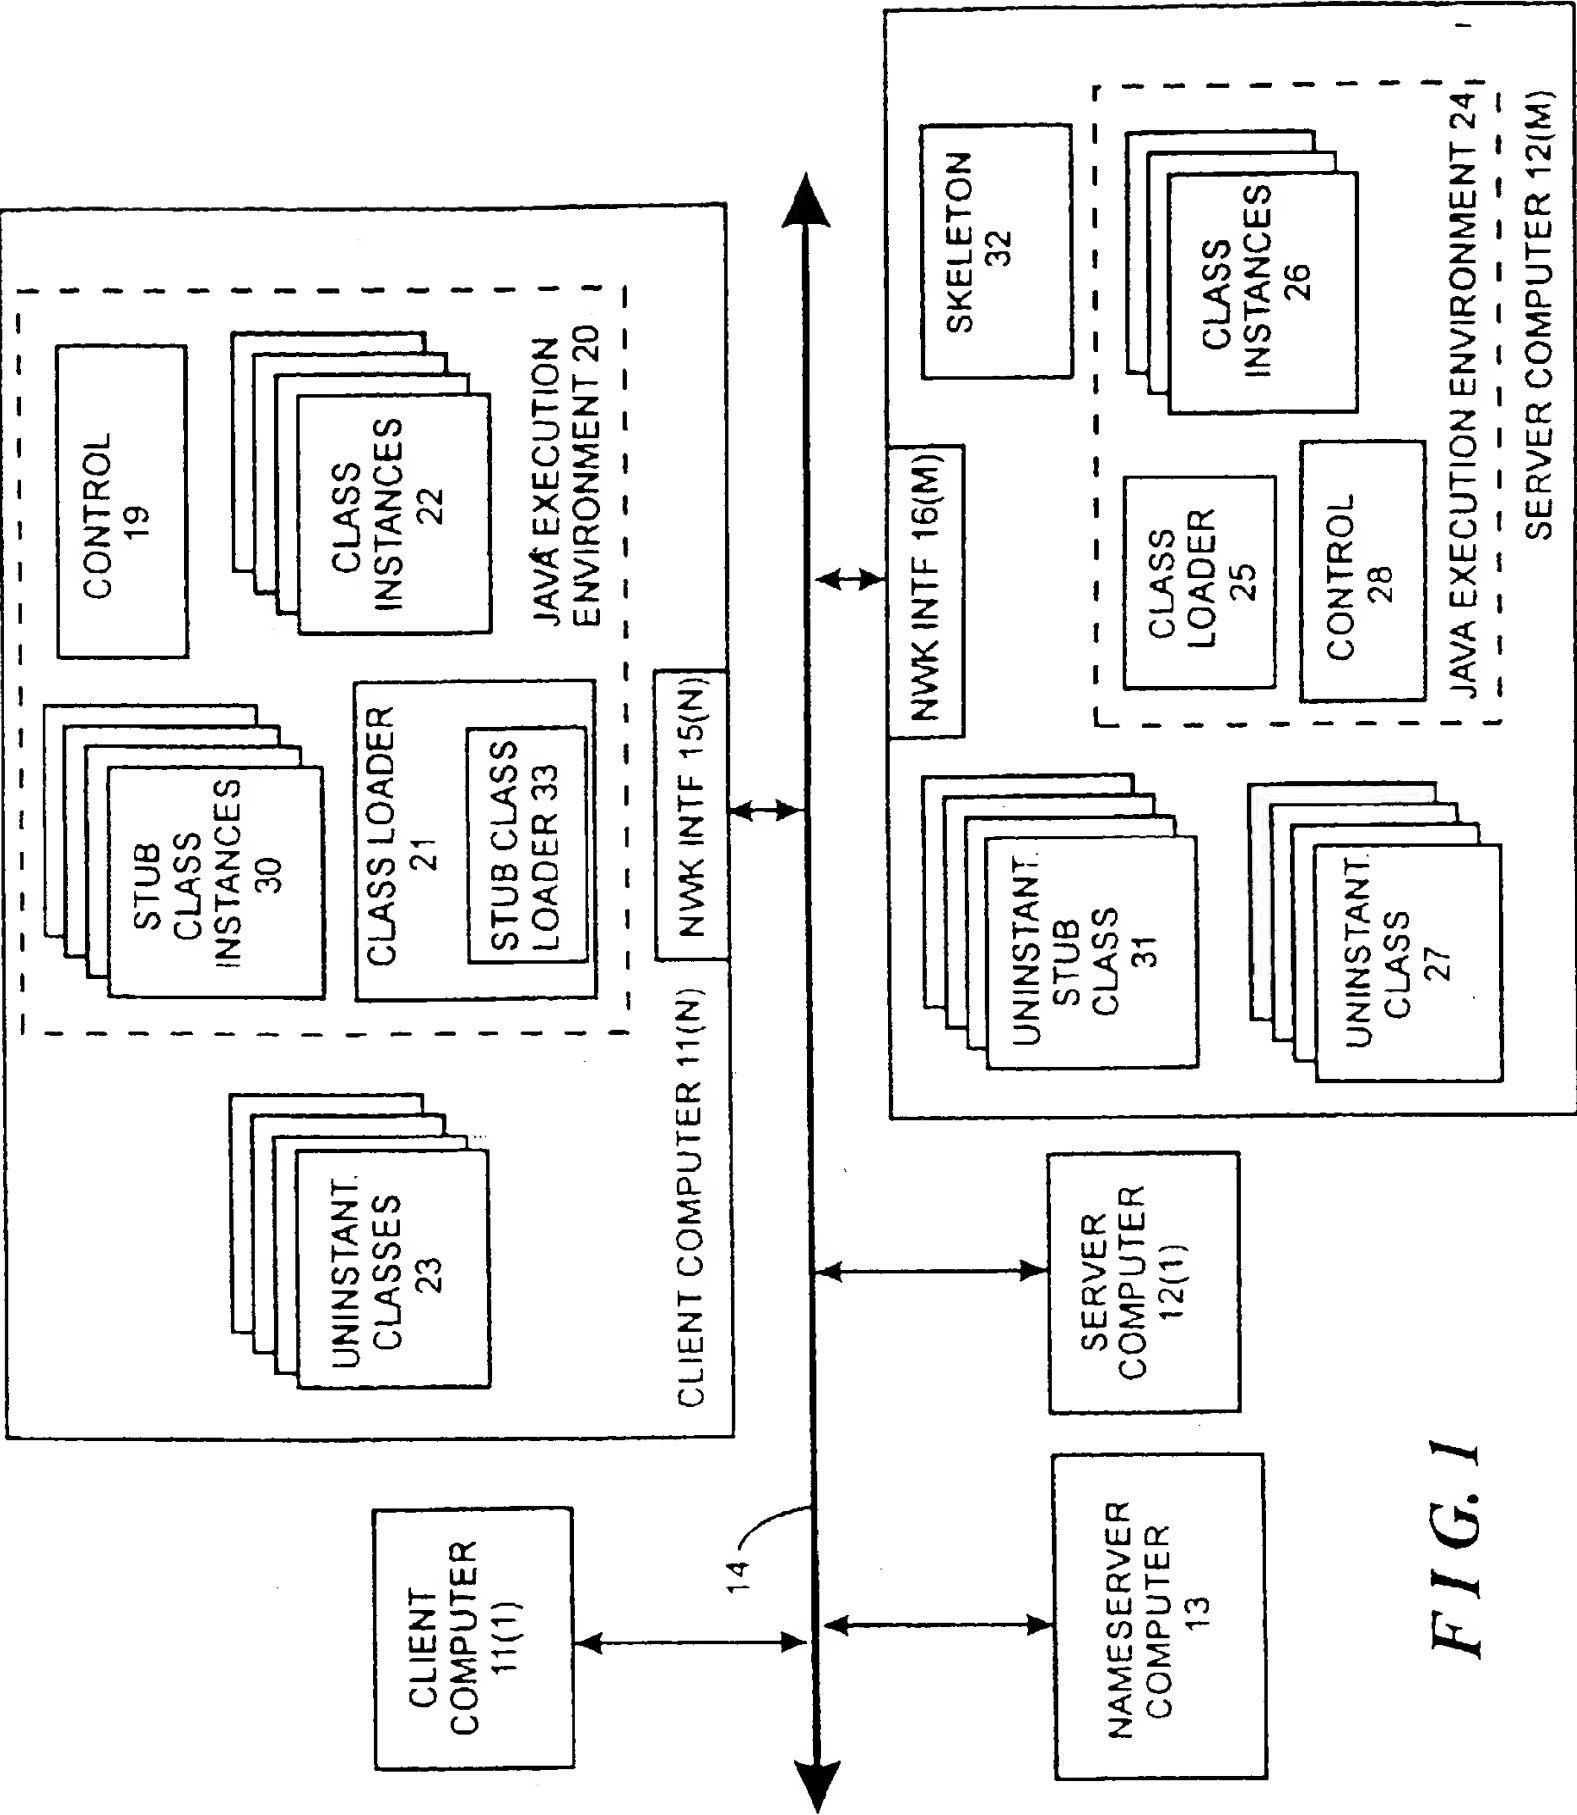 CLIENT
COMPUTER
11(1)
UNINSTANT.
CLASSES
23
CLIENT COMPUTER 11(N)
STUB
CLASS
INSTANCES
30
CONTROL
19
CLASS LOADER
21
STUB CLASS
LOADER 33
CLASS
INSTANCES
22
JAVA EXECUTION
ENVIRONMENT 20
NWK INTF 15(N)
14
NAMESERVER
COMPUTER
13
SERVER
COMPUTER
12(1)
NWK INTF 16(M)
SKELETON
32
UNINSTANT.
STUB
CLASS
31
UNINSTANT.
CLASS
27
CLASS
LOADER
25
CLASS
INSTANCES
26
CONTROL
28
JAVA EXECUTION ENVIRONMENT 24
SERVER COMPUTER 12(M)
FIG. 1